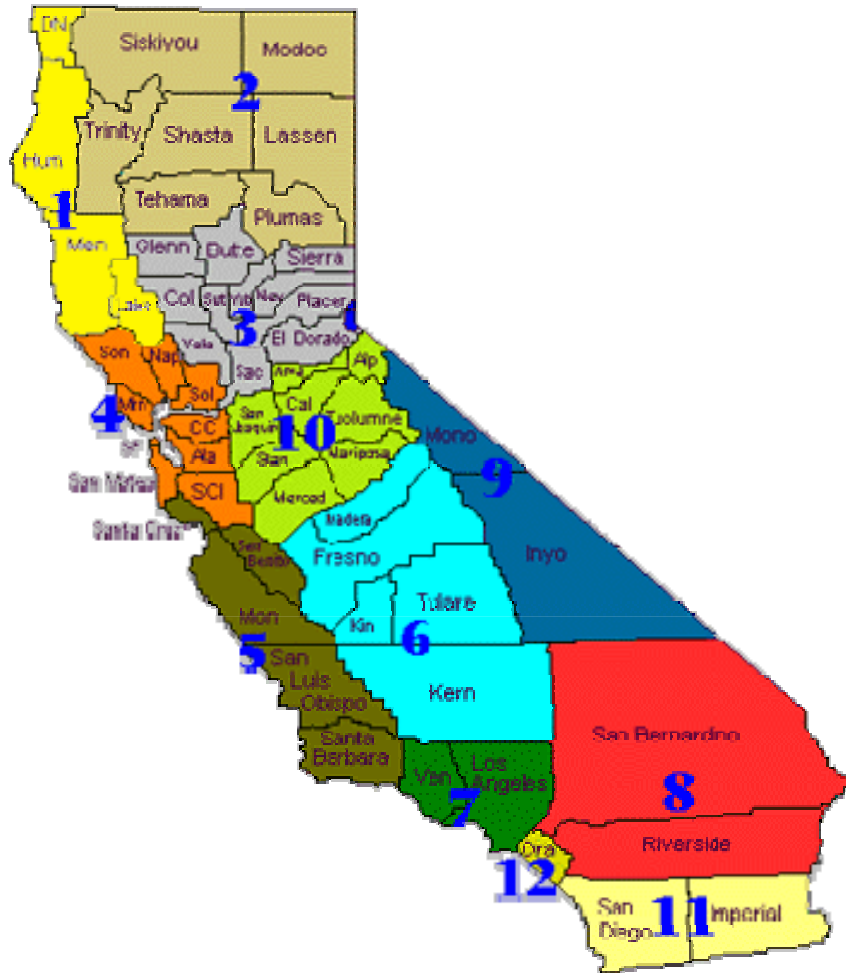 DN
Siskiyou
Modoc
2
Trinity
Shasta
Lassen
Hum
Tehama
1
Plumas
Men
Glenn
Butte
Sierra
Lake
Col
Sut
Yub
Nev
Placer
3
Yolo
El Dorado
Son
Nap
Sac
Ama
Alp
Sol
Cal
4
Mrn
San
Joaquin
Tuolumne
CC
10
Mono
SF
Ala
Stan
Mariposa
9
San Mateo
SCl
Merced
Santa Cruz
Madera
San
Benito
Fresno
Inyo
Tulare
Mon
Kin
6
5
San
Luis
Obispo
Kern
San Bernardino
Santa
Barbara
Ven
Los
Angeles
7
8
Ora
Riverside
12
San
Diego
11
Imperial